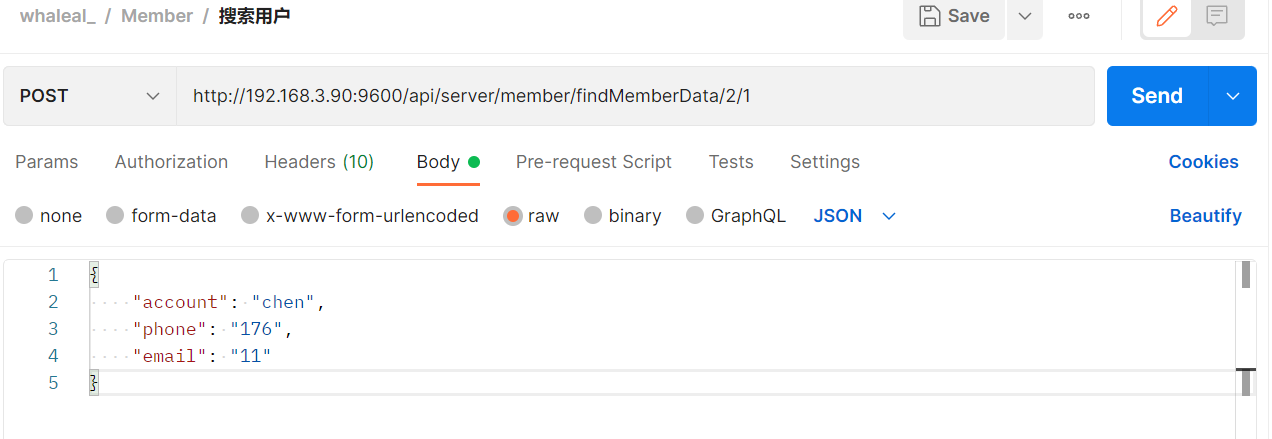 whaleal_ / Member / 搜索用户
Save
POST
http://192.168.3.90:9600/api/server/member/findMemberData/2/1
Send
Params Authorization Headers (10) Body Pre-request Script Tests Settings Cookies
none form-data x-www-form-urlencoded raw binary GraphQL JSON Beautify
1 {
2 "account": "chen",
3 "phone": "176",
4 "email": "11"
5 }